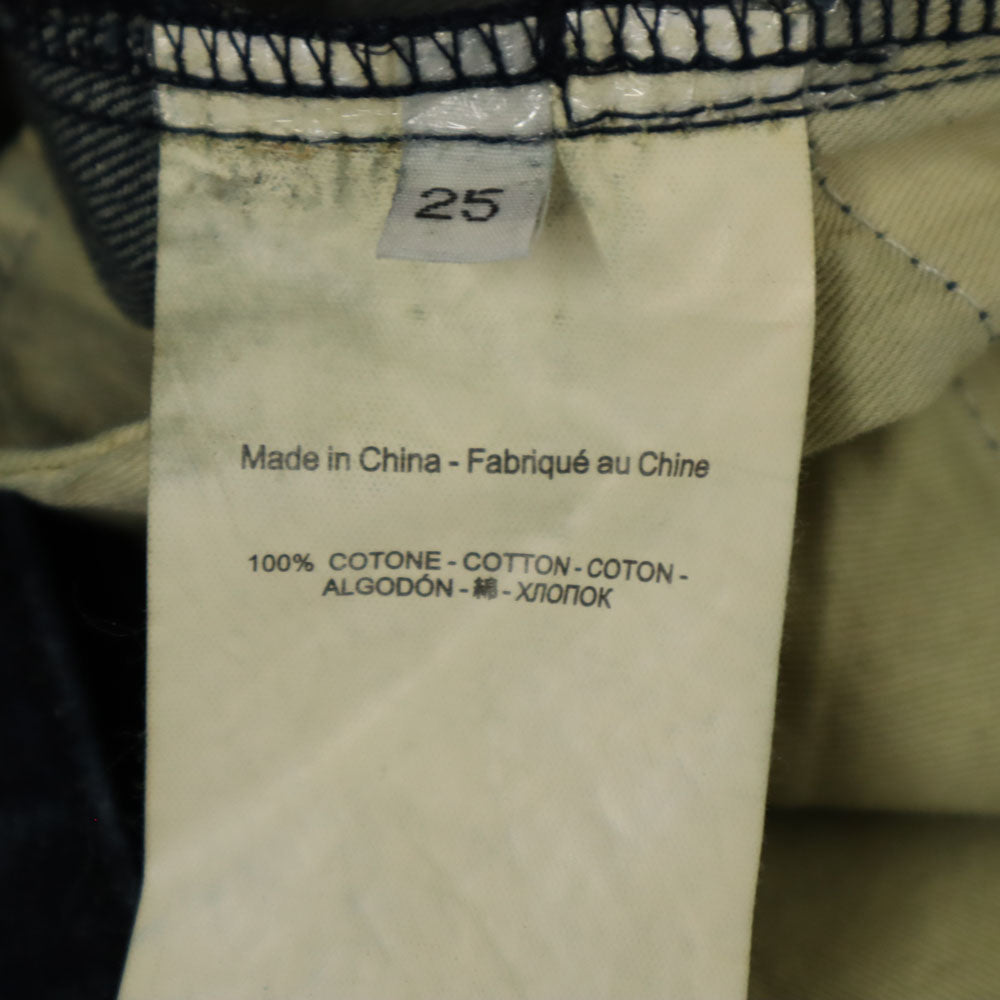 25
Made in China - Fabriqué au Chine
100% COTONE - COTTON - COTON -
ALGODÓN - 綿 - ХЛОПОК